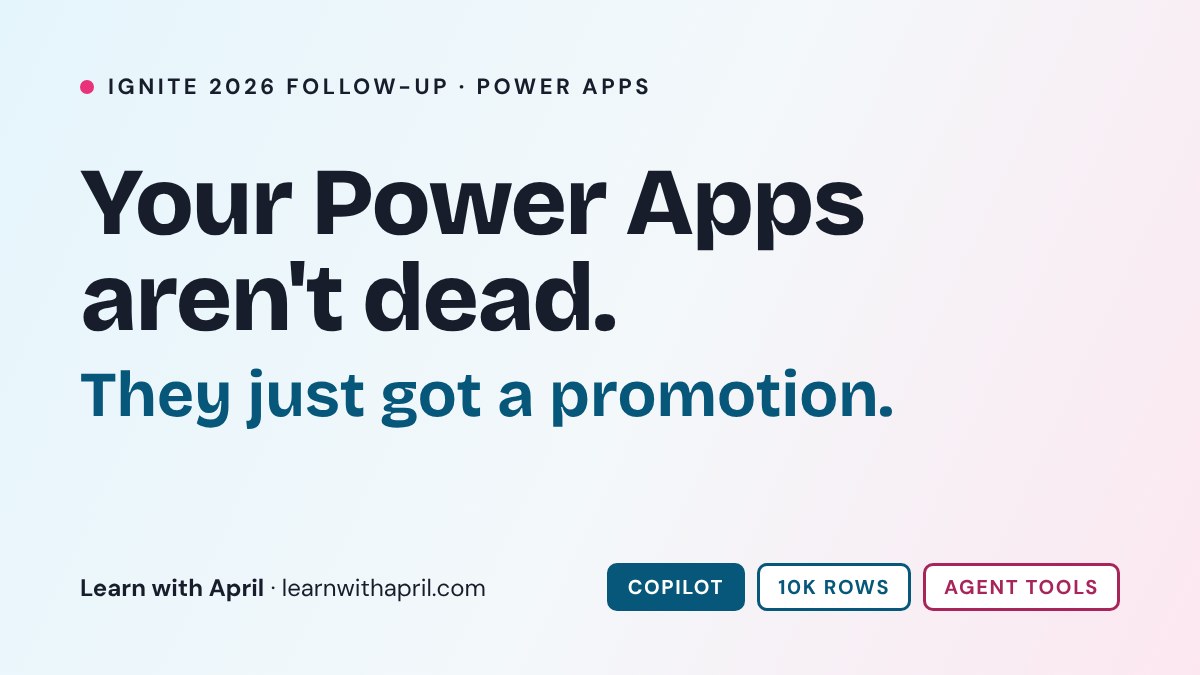 IGNITE 2026 FOLLOW-UP · POWER APPS
Your Power Apps
aren't dead.
They just got a promotion.
Learn with April · learnwithapril.com
COPILOT
10K ROWS
AGENT TOOLS